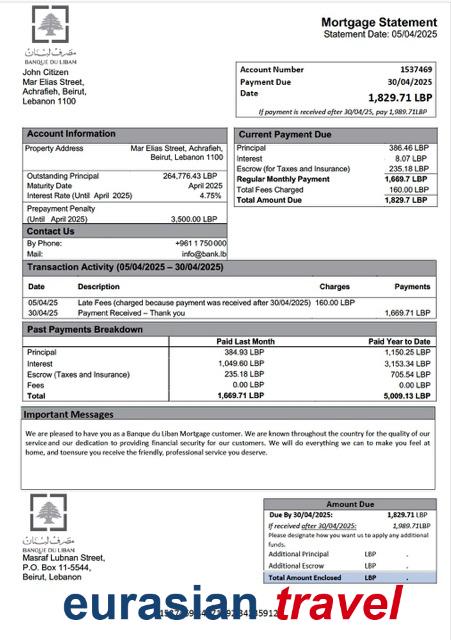 مصرف لبنان
BANQUE DU LIBAN
Mortgage Statement
Statement Date: 05/04/2025
John Citizen
Mar Elias Street,
Achrafieh, Beirut,
Lebanon 1100
Account Number 1537469
Payment Due 30/04/2025
Date 1,829.71 LBP
If payment is received after 30/04/25, pay 1,989.71LBP
Account Information
Property Address Mar Elias Street, Achrafieh,
Beirut, Lebanon 1100
Outstanding Principal 264,776.43 LBP
Maturity Date April 2025
Interest Rate (Until April 2025) 4.75%
Prepayment Penalty
(Until April 2025) 3,500.00 LBP
Contact Us
By Phone: +961 1 750 000
Mail: info@bank.lb
Current Payment Due
Principal 386.46 LBP
Interest 8.07 LBP
Escrow (for Taxes and Insurance) 235.18 LBP
Regular Monthly Payment 1,669.7 LBP
Total Fees Charged 160.00 LBP
Total Amount Due 1,829.7 LBP
Transaction Activity (05/04/2025 – 30/04/2025)
Date Description Charges Payments
05/04/25 Late Fees (charged because payment was received after 30/04/2025) 160.00 LBP
30/04/25 Payment Received – Thank you 1,669.71 LBP
Past Payments Breakdown
Paid Last Month Paid Year to Date
Principal 384.93 LBP 1,150.25 LBP
Interest 1,049.60 LBP 3,153.34 LBP
Escrow (Taxes and Insurance) 235.18 LBP 705.54 LBP
Fees 0.00 LBP 0.00 LBP
Total 1,669.71 LBP 5,009.13 LBP
Important Messages
We are pleased to have you as a Banque du Liban Mortgage customer. We are known throughout the country for the quality of our
service and our dedication to providing financial security for our customers. We will do everything we can to make you feel at
home, and toensure you receive the friendly, professional service you deserve.
مصرف لبنان
BANQUE DU LIBAN
Masraf Lubnan Street,
P.O. Box 11-5544,
Beirut, Lebanon
Amount Due
Due By 30/04/2025: 1,829.71 LBP
If received after 30/04/2025: 1,989.71LBP
Please designate how you want us to apply any additional
funds.
Additional Principal LBP .
Additional Escrow LBP .
Total Amount Enclosed LBP .
eurasian travel